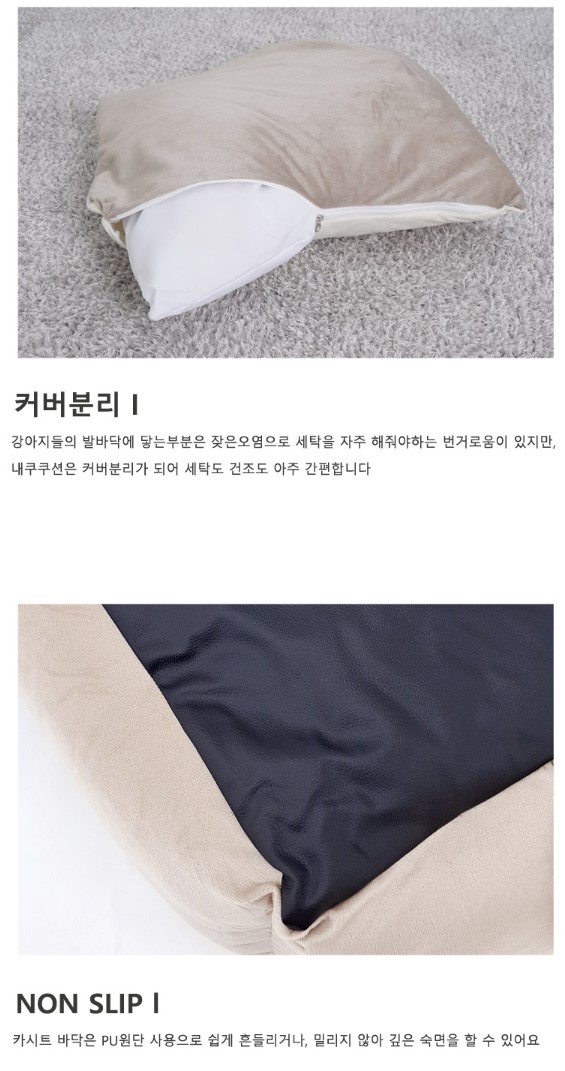 커버분리 I
강아지들의 발바닥에 닿는부분은 잦은오염으로 세탁을 자주 해줘야하는 번거로움이 있지만,
내쿠쿠션은 커버분리가 되어 세탁도 건조도 아주 간편합니다
NON SLIP l
카시트 바닥은 PU원단 사용으로 쉽게 흔들리거나, 밀리지 않아 깊은 숙면을 할 수 있어요